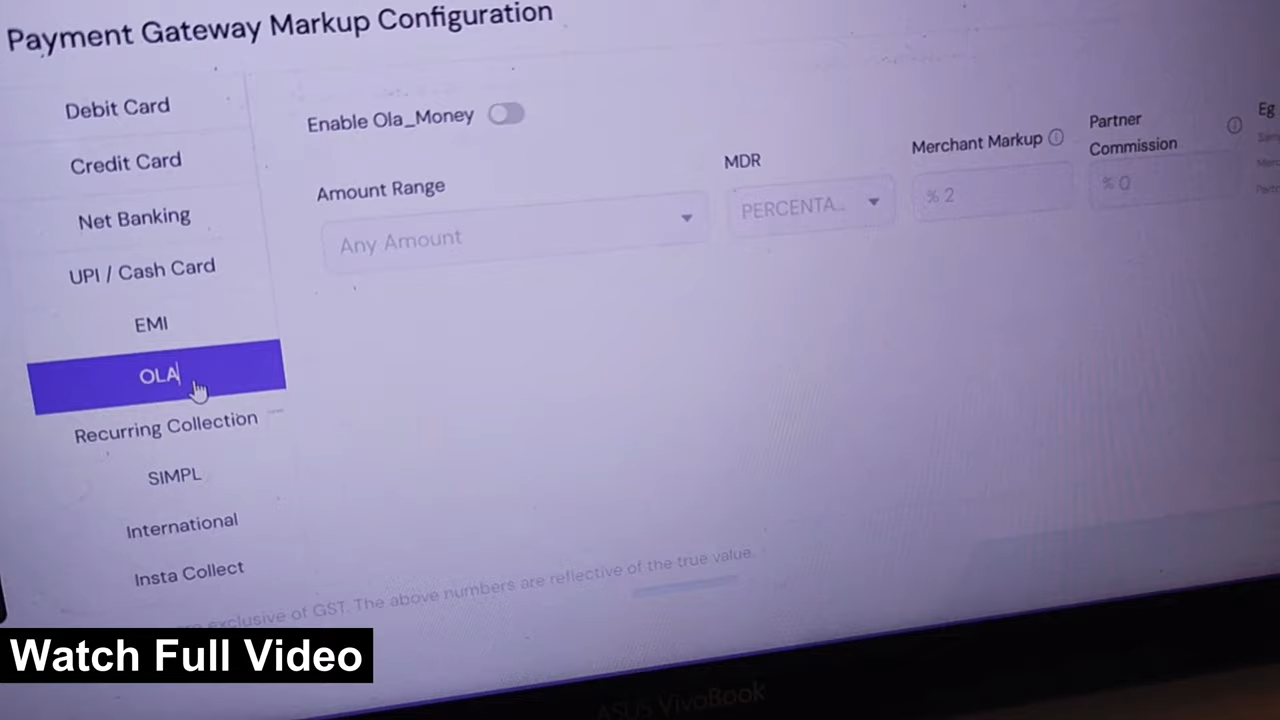 Payment Gateway Markup Configuration
Debit Card
Credit Card
Net Banking
UPI / Cash Card
EMI
OLA
Recurring Collection
SIMPL
International
Insta Collect
Enable Ola_Money
Amount Range
Any Amount
MDR
PERCENTA...
Merchant Markup
% 2
Partner
Commission
% 0
Eg
exclusive of GST. The above numbers are reflective of the true value.
Watch Full Video
ASUS VivoBook